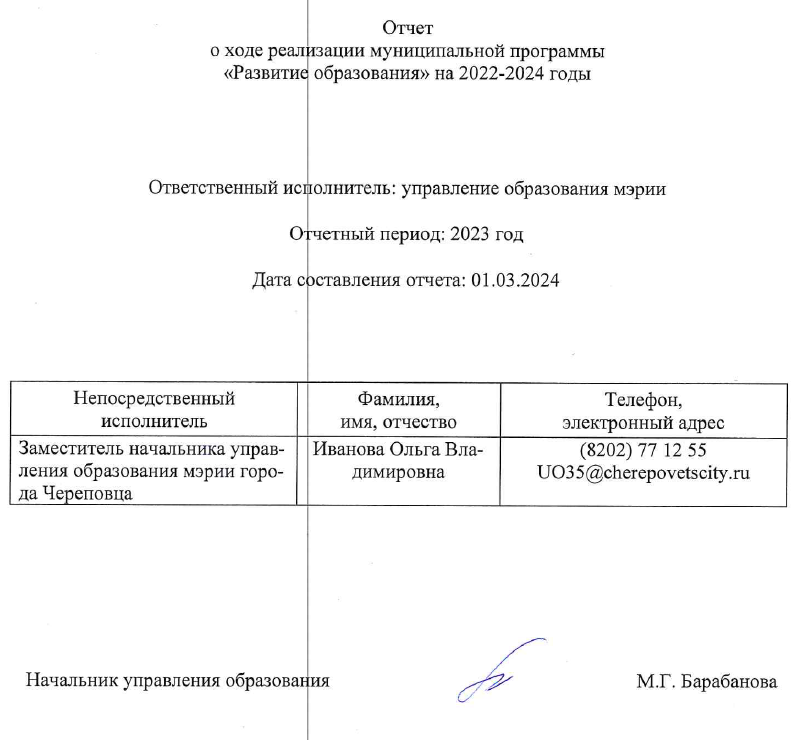 Отчет
о ходе реализации муниципальной программы
«Развитие образования» на 2022-2024 годы
Ответственный исполнитель: управление образования мэрии
Отчетный период: 2023 год
Дата составления отчета: 01.03.2024
Непосредственный
исполнитель
Фамилия,
имя, отчество
Телефон,
электронный адрес
Заместитель начальника управ-
ления образования мэрии горо-
да Череповца
Иванова Ольга Вла-
димировна
(8202) 77 12 55
UO35@cherepovetscity.ru
Начальник управления образования
М.Г. Барабанова